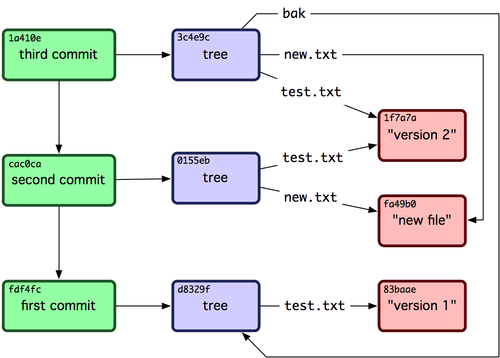 bak
1a410e
third commit
3c4e9c
tree
new.txt
test.txt
1f7a7a
"version 2"
cac0ca
second commit
0155eb
tree
test.txt
new.txt
fa49b0
"new file"
fdf4fc
first commit
d8329f
tree
test.txt
83baae
"version 1"